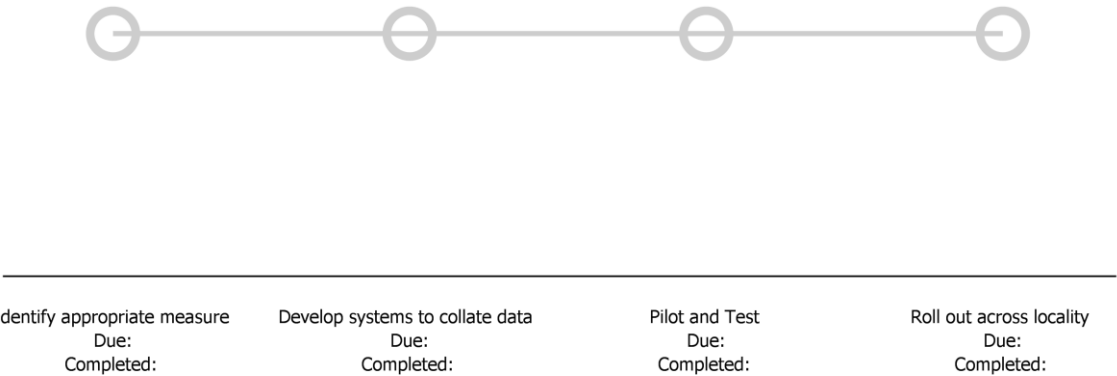 dentify appropriate measure
Due:
Completed:
Develop systems to collate data
Due:
Completed:
Pilot and Test
Due:
Completed:
Roll out across locality
Due:
Completed: